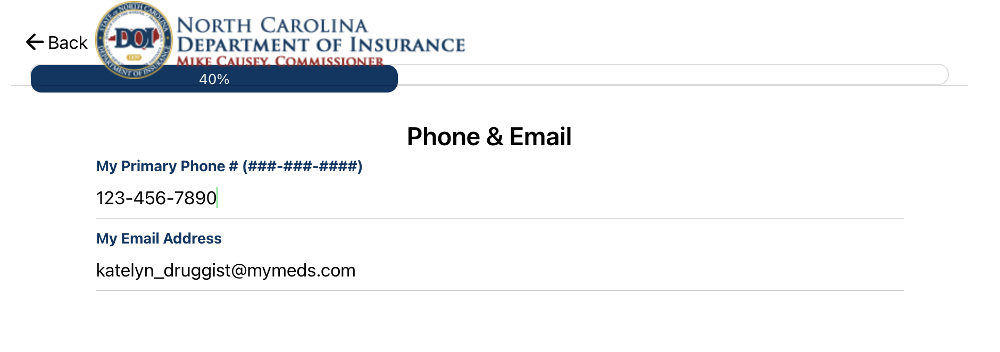 Back
STATE OF NORTH CAROLINA
DOI
1899
DEPARTMENT OF INSURANCE
NORTH CAROLINA
DEPARTMENT OF INSURANCE
MIKE CAUSEY, COMMISSIONER
40%
Phone & Email
My Primary Phone # (###-###-####)
123-456-7890
My Email Address
katelyn_druggist@mymeds.com